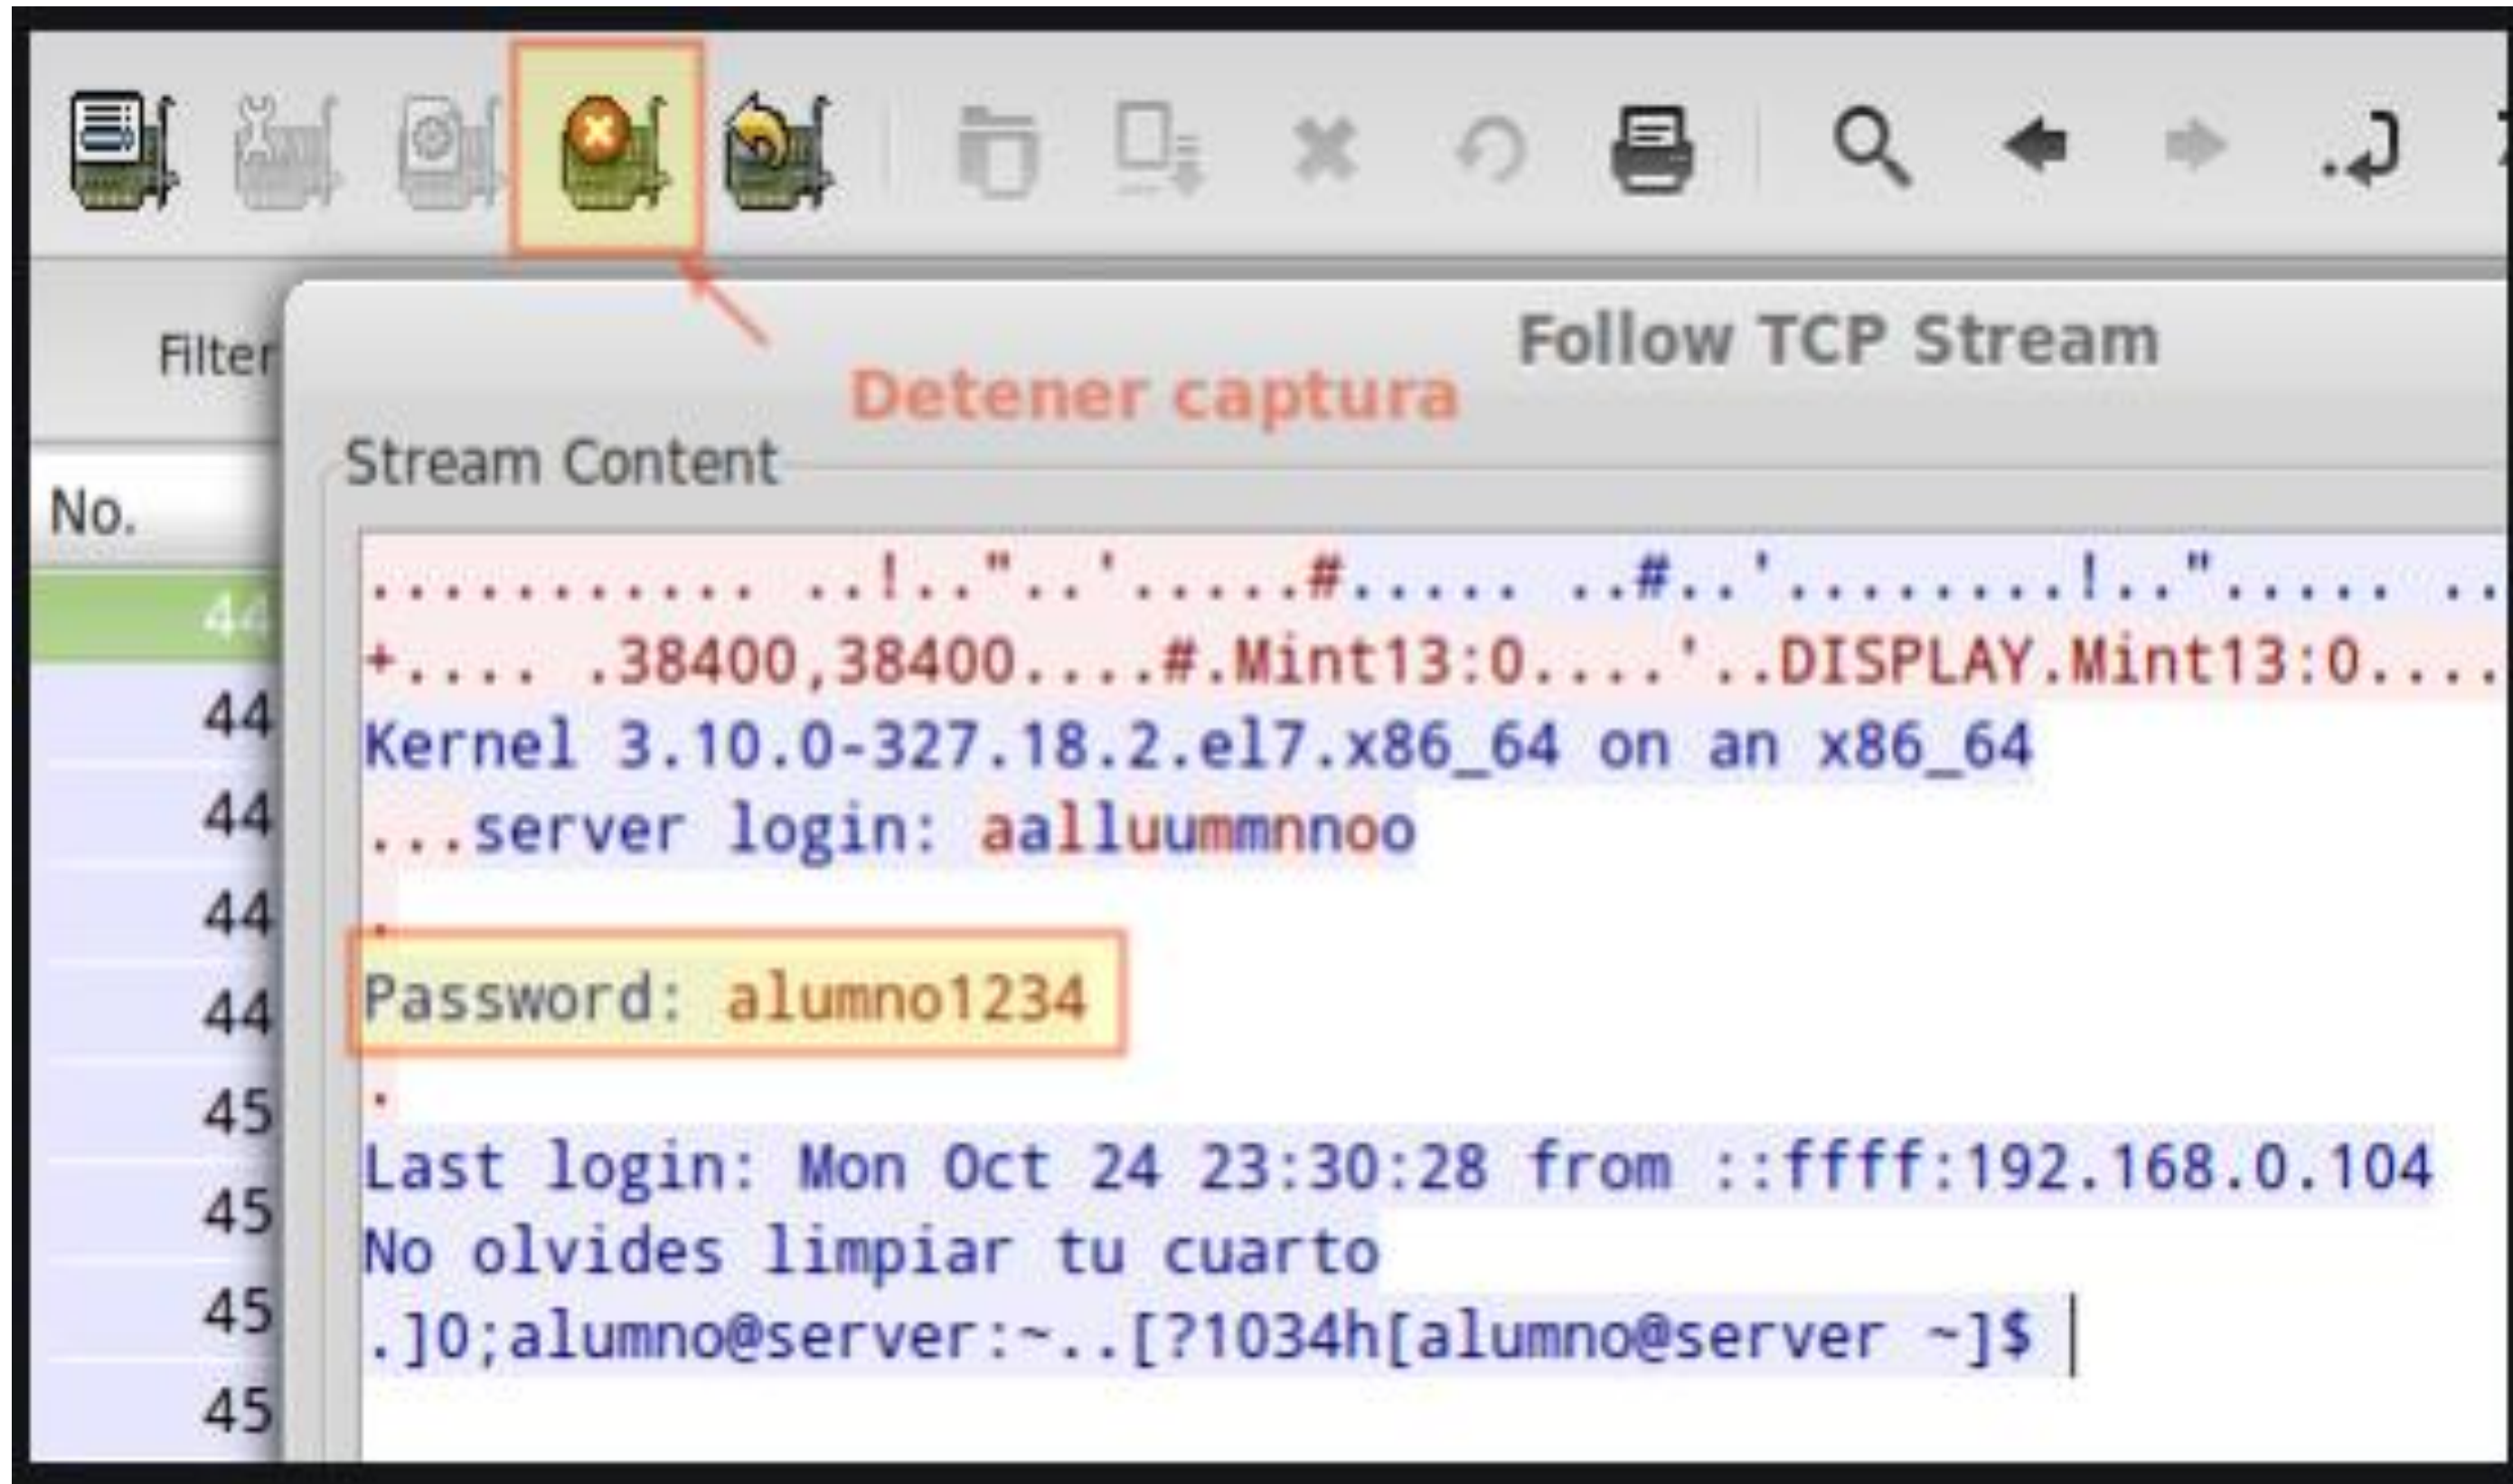 Filter
Follow TCP Stream
Detener captura
Stream Content
No.
........... ..!.."..'.....#..... ..#..'........!.."..... ..
+.... .38400,38400....#.Mint13:0....'..DISPLAY.Mint13:0....
Kernel 3.10.0-327.18.2.el7.x86_64 on an x86_64
...server login: aalluummnnoo
.
Password: alumno1234
.
Last login: Mon Oct 24 23:30:28 from ::ffff:192.168.0.104
No olvides limpiar tu cuarto
.]0;alumno@server:~..[?1034h[alumno@server ~]$
44
44
44
44
44
45
45
45
45